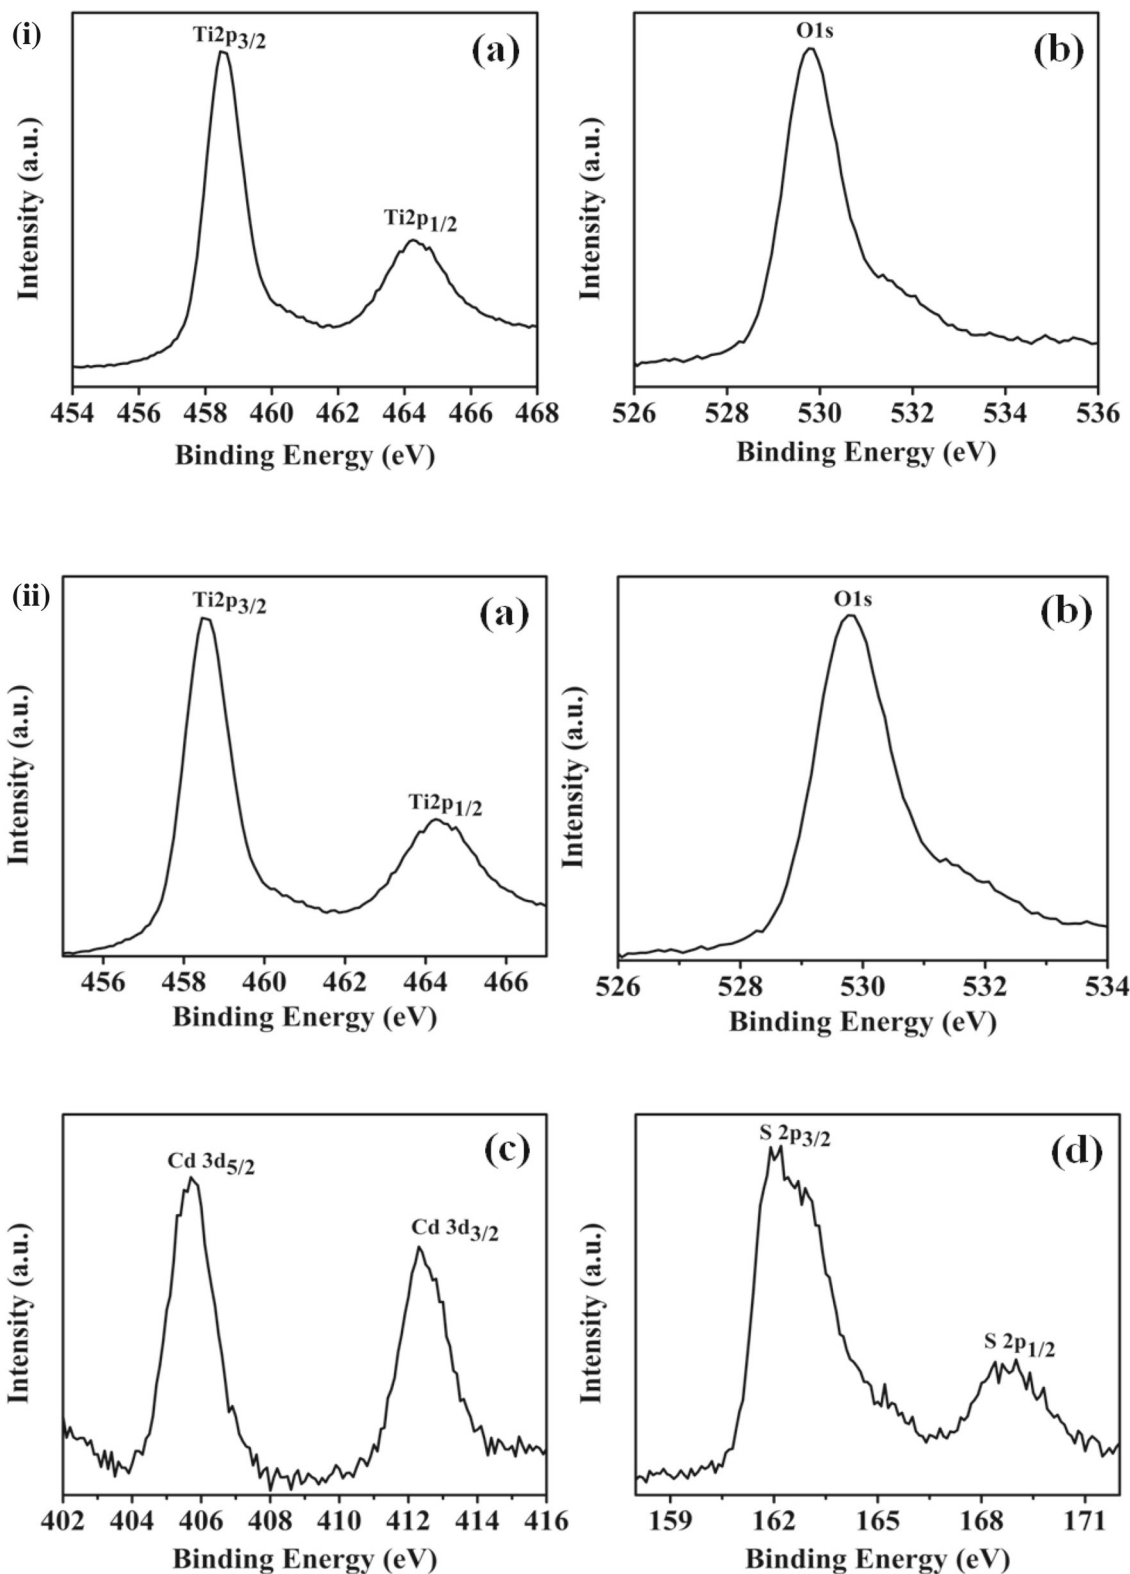 (i)
Ti2p3/2
(a)
Ti2p1/2
Intensity (a.u.)
454 456 458 460 462 464 466 468
Binding Energy (eV)
O1s
(b)
Intensity (a.u.)
526 528 530 532 534 536
Binding Energy (eV)
(ii)
Ti2p3/2
(a)
Ti2p1/2
Intensity (a.u.)
456 458 460 462 464 466
Binding Energy (eV)
O1s
(b)
Intensity (a.u.)
526 528 530 532 534
Binding Energy (eV)
Cd 3d5/2
(c)
Cd 3d3/2
Intensity (a.u.)
402 404 406 408 410 412 414 416
Binding Energy (eV)
S 2p3/2
(d)
S 2p1/2
Intensity (a.u.)
159 162 165 168 171
Binding Energy (eV)